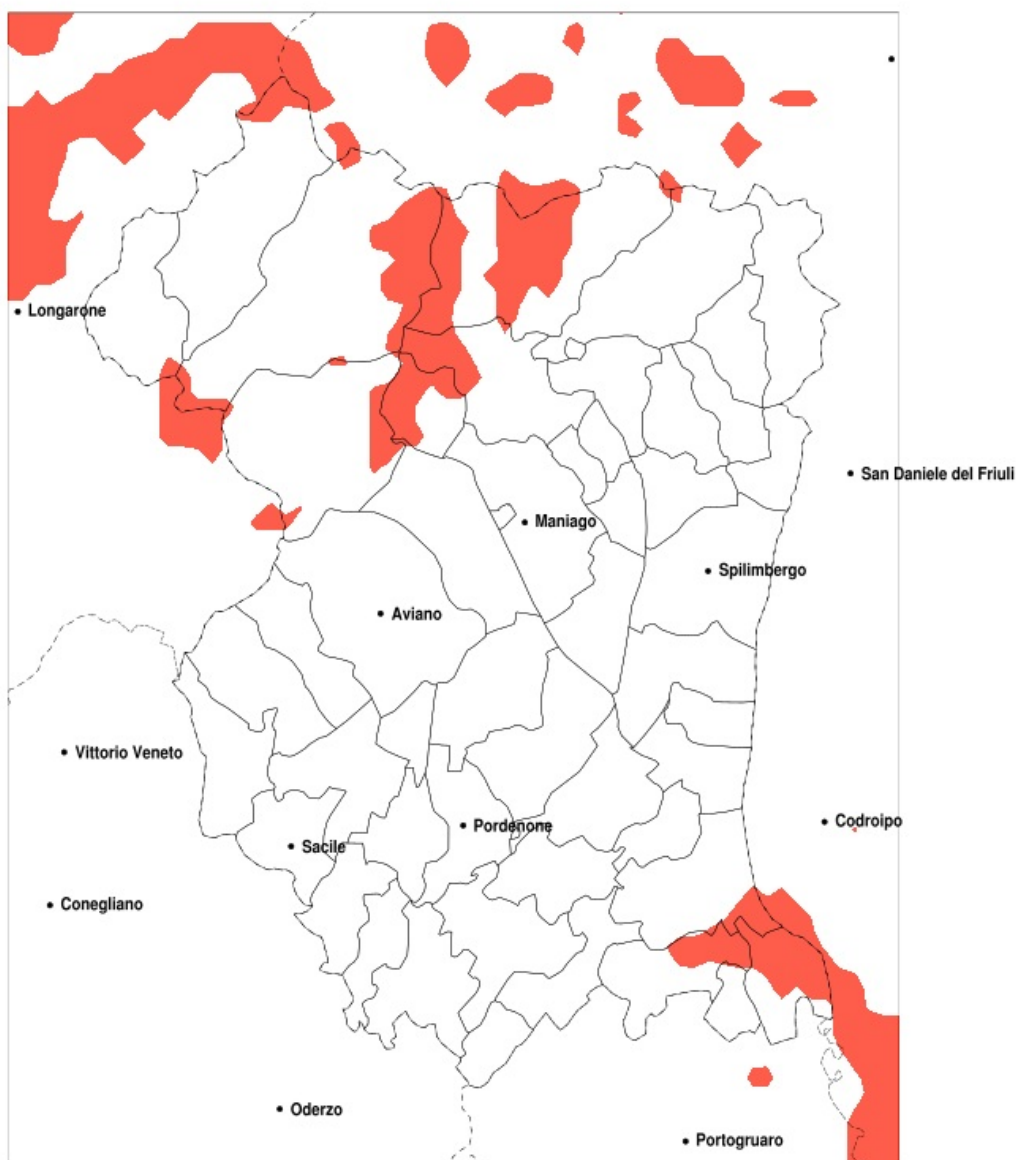 Longarone
San Daniele del Friuli
Maniago
Spilimbergo
Aviano
Vittorio Veneto
Codroipo
Pordenone
Sacile
Conegliano
Oderzo
Portogruaro